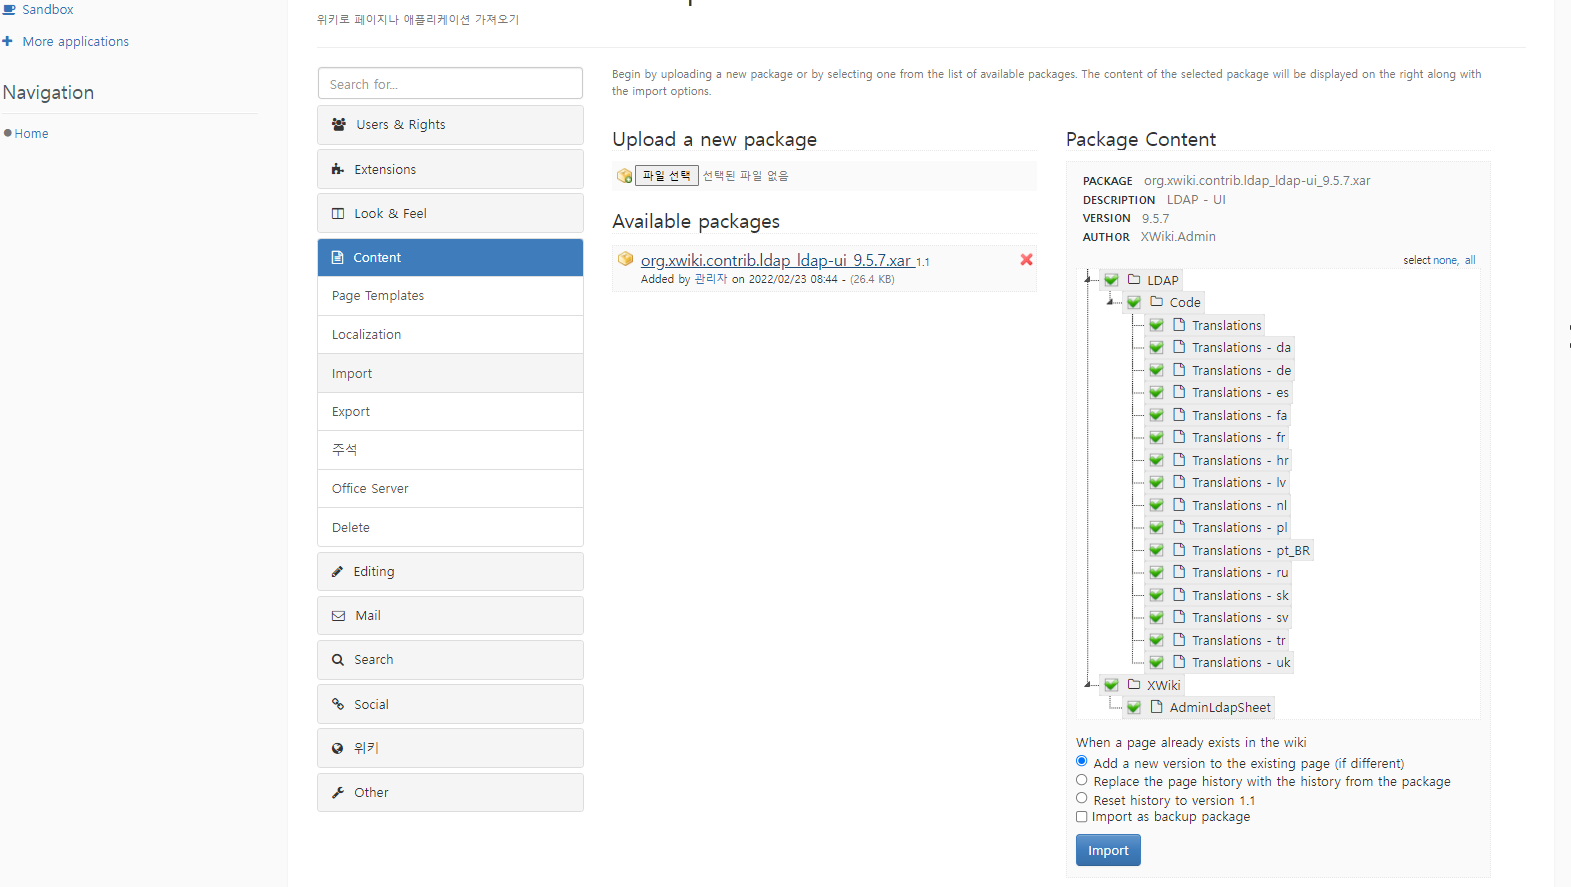 Sandbox
More applications
Navigation
Home
위키로 페이지나 애플리케이션 가져오기
Search for...
Users & Rights
Extensions
Look & Feel
Content
Page Templates
Localization
Import
Export
주석
Office Server
Delete
Editing
Mail
Search
Social
위키
Other
Begin by uploading a new package or by selecting one from the list of available packages. The content of the selected package will be displayed on the right along with
the import options.
Upload a new package
파일 선택 선택된 파일 없음
Available packages
org.xwiki.contrib.ldap_ldap-ui_9.5.7.xar 1.1
Added by 관리자 on 2022/02/23 08:44 - (26.4 KB)
Package Content
PACKAGE org.xwiki.contrib.ldap_ldap-ui_9.5.7.xar
DESCRIPTION LDAP - UI
VERSION 9.5.7
AUTHOR XWiki.Admin
select none, all
LDAP
Code
Translations
Translations - da
Translations - de
Translations - es
Translations - fa
Translations - fr
Translations - hr
Translations - lv
Translations - nl
Translations - pl
Translations - pt_BR
Translations - ru
Translations - sk
Translations - sv
Translations - tr
Translations - uk
XWiki
AdminLdapSheet
When a page already exists in the wiki
Add a new version to the existing page (if different)
Replace the page history with the history from the package
Reset history to version 1.1
Import as backup package
Import